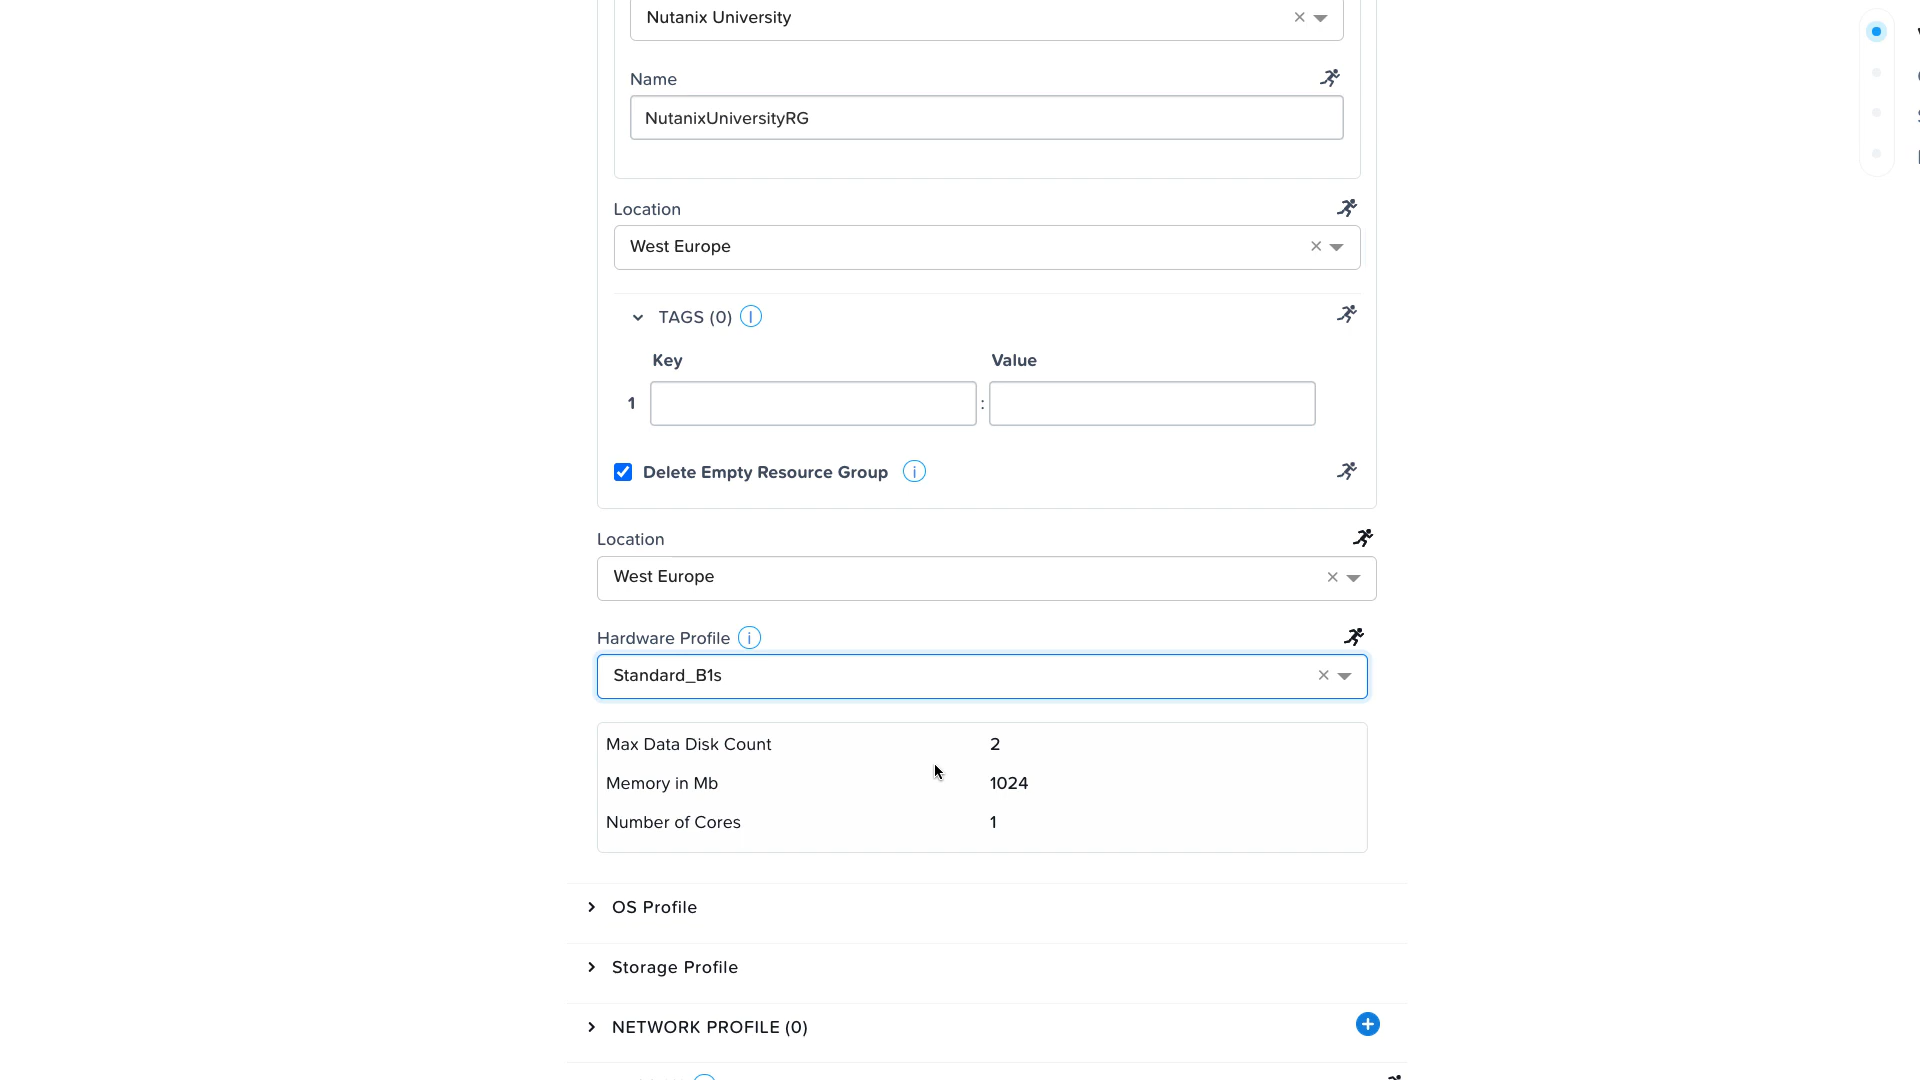 Nutanix University
Name
NutanixUniversityRG
Location
West Europe
TAGS (0)
Key Value
1 :
Delete Empty Resource Group
Location
West Europe
Hardware Profile
Standard_B1s
Max Data Disk Count 2
Memory in Mb 1024
Number of Cores 1
OS Profile
Storage Profile
NETWORK PROFILE (0)